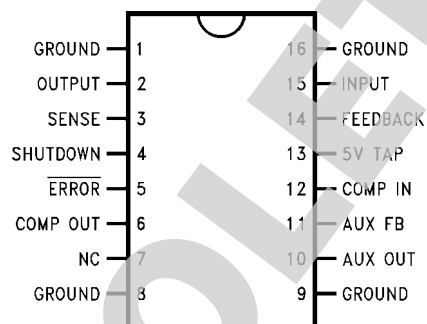 GROUND 1 16 GROUND
OUTPUT 2 15 INPUT
SENSE 3 14 FEEDBACK
SHUTDOWN 4 13 5V TAP
ERROR 5 12 COMP IN
COMP OUT 6 11 AUX FB
NC 7 10 AUX OUT
GROUND 8 9 GROUND
OLE